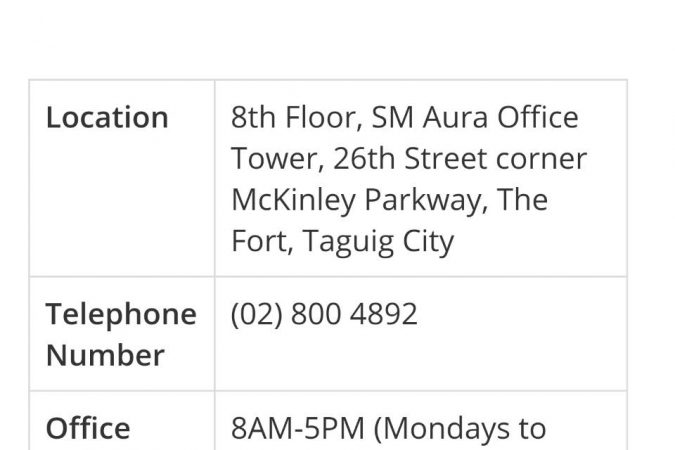 Location
8th Floor, SM Aura Office
Tower, 26th Street corner
McKinley Parkway, The
Fort, Taguig City
Telephone
Number
(02) 800 4892
Office
8AM-5PM (Mondays to